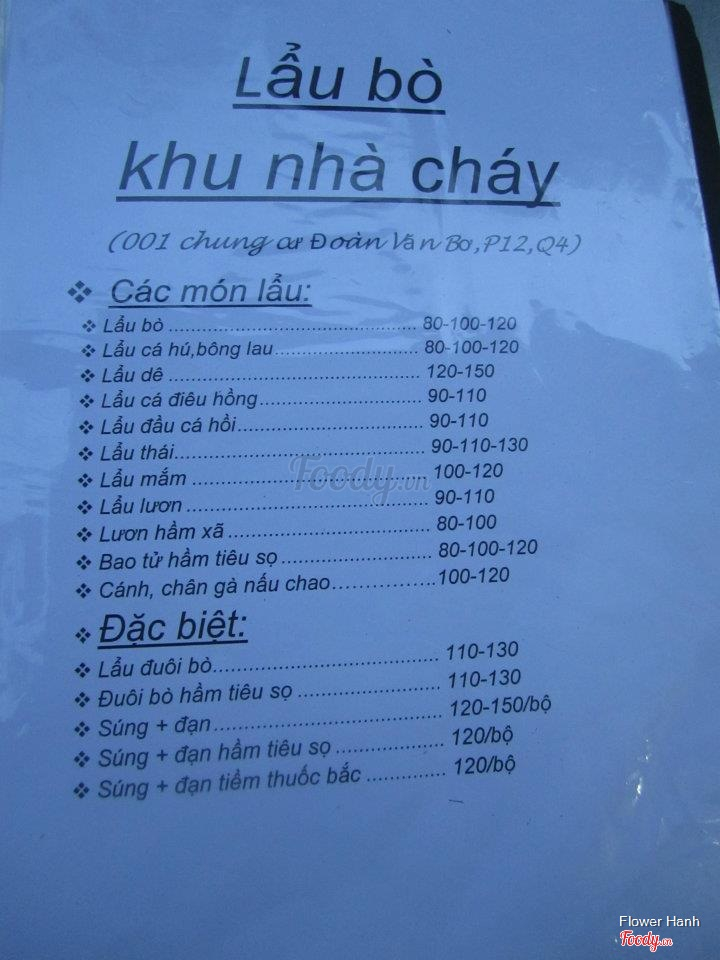 Lẩu bò
khu nhà cháy
(001 chung cư Đoàn Văn Bơ,P12,Q4)
❖ Các món lẩu:
❖ Lẩu bò ............................................ 80-100-120
❖ Lẩu cá hú,bông lau......................... 80-100-120
❖ Lẩu dê ............................................ 120-150
❖ Lẩu cá điêu hồng............................ 90-110
❖ Lẩu đầu cá hồi................................ 90-110
❖ Lẩu thái........................................... 90-110-130
❖ Lẩu mắm ........................................ 100-120
❖ Lẩu lươn ......................................... 90-110
❖ Lươn hầm xã .................................. 80-100
❖ Bao tử hầm tiêu sọ.......................... 80-100-120
❖ Cánh, chân gà nấu chao.................100-120
❖ Đặc biệt:
❖ Lẩu đuôi bò...................................... 110-130
❖ Đuôi bò hầm tiêu sọ ........................ 110-130
❖ Súng + đạn....................................... 120-150/bộ
❖ Súng + đạn hầm tiêu sọ .................. 120/bộ
❖ Súng + đạn tiềm thuốc bắc ............. 120/bộ
Foody.vn
Flower Hanh
Foody.vn